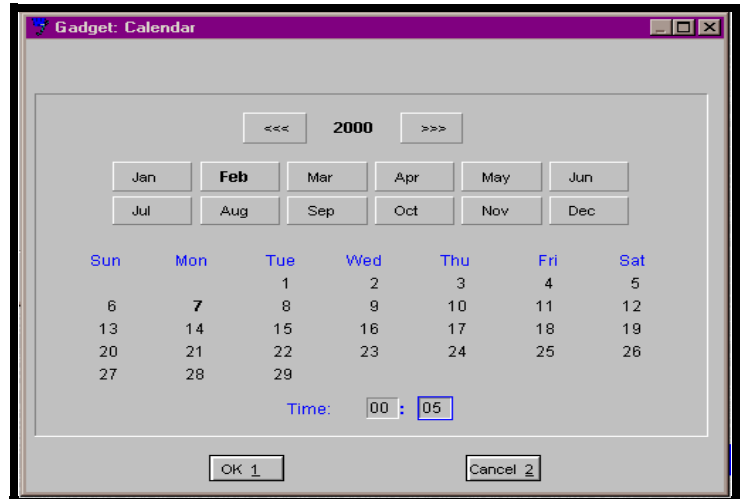 Gadget: Calendar
<<< 2000 >>>
Jan Feb Mar Apr May Jun
Jul Aug Sep Oct Nov Dec
Sun Mon Tue Wed Thu Fri Sat
1 2 3 4 5
6 7 8 9 10 11 12
13 14 15 16 17 18 19
20 21 22 23 24 25 26
27 28 29
Time: 00 : 05
OK 1 Cancel 2